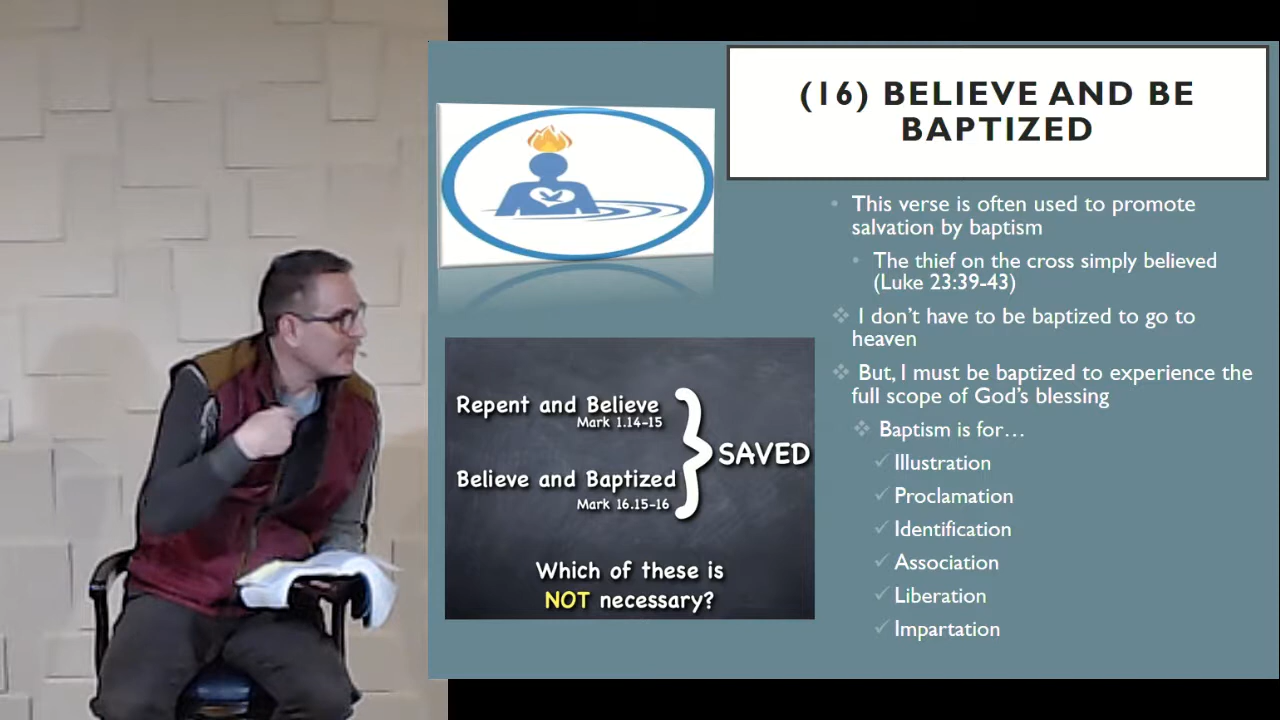 (16) BELIEVE AND BE
BAPTIZED
This verse is often used to promote
salvation by baptism
The thief on the cross simply believed
(Luke 23:39-43)
I don't have to be baptized to go to
heaven
But, I must be baptized to experience the
full scope of God's blessing
Baptism is for…
Illustration
Proclamation
Identification
Association
Liberation
Impartation
Repent and Believe
Mark 1.14-15
Believe and Baptized
Mark 16.15-16
SAVED
Which of these is
NOT necessary?